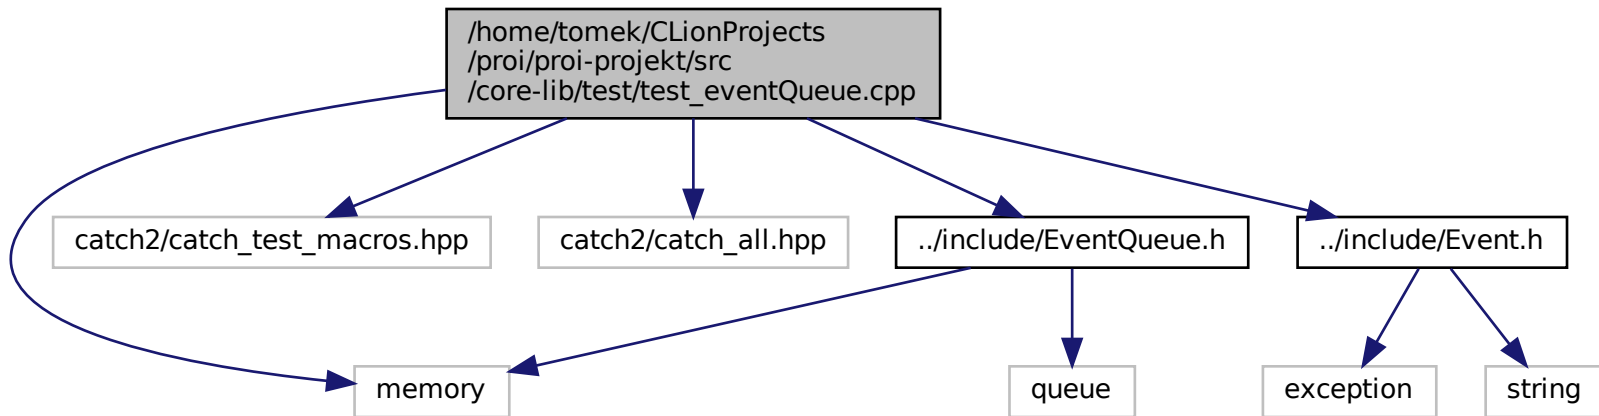 /home/tomek/CLionProjects
/proi/proi-projekt/src
/core-lib/test/test_eventQueue.cpp
catch2/catch_test_macros.hpp
catch2/catch_all.hpp
../include/EventQueue.h
../include/Event.h
memory
queue
exception
string